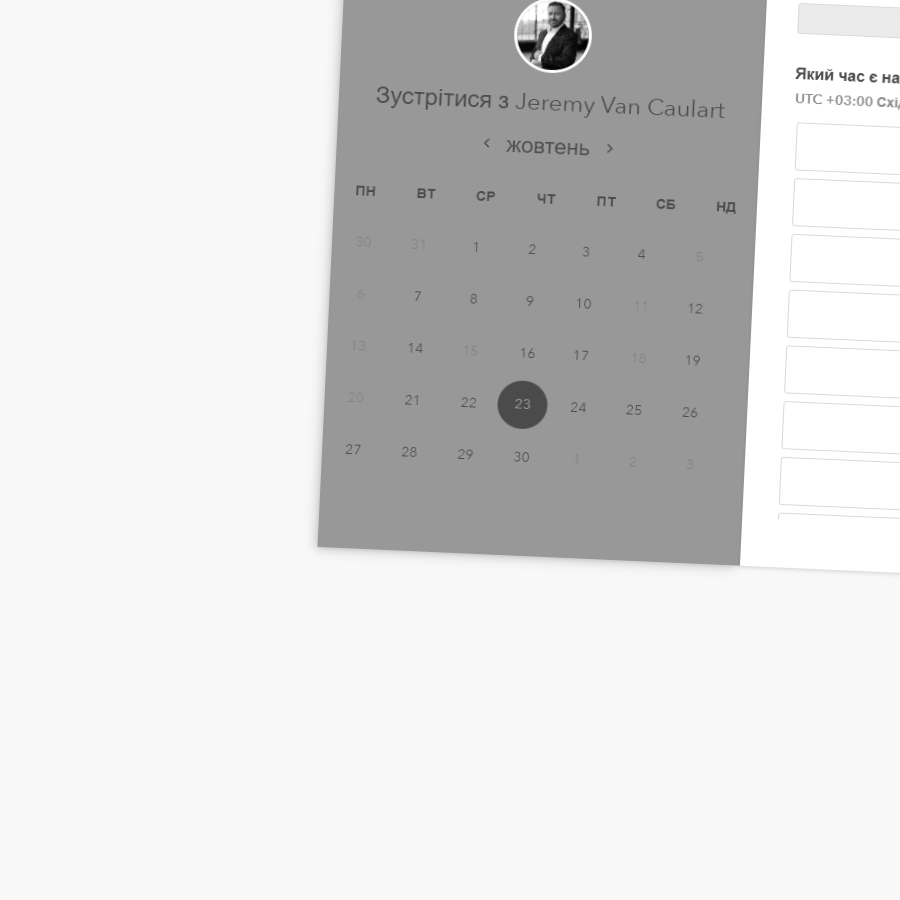 Зустрітися з Jeremy Van Caulart
жовтень
ПН ВТ СР ЧТ ПТ СБ НД
30 31 1 2 3 4 5
6 7 8 9 10 11 12
13 14 15 16 17 18 19
20 21 22 23 24 25 26
27 28 29 30 1 2 3
Який час є на
UTC +03:00 Схі